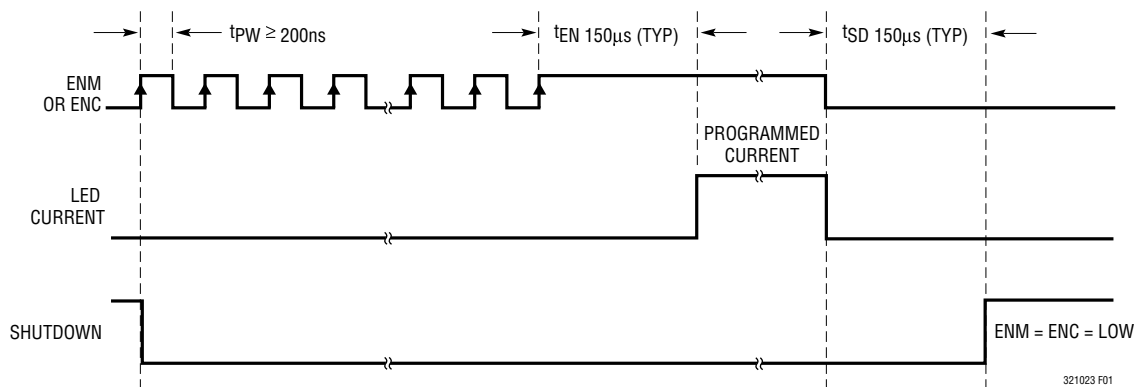 tPW ≥ 200ns
tEN 150µs (TYP)
tSD 150µs (TYP)
ENM
OR ENC
PROGRAMMED
CURRENT
LED
CURRENT
SHUTDOWN
ENM = ENC = LOW
321023 F01